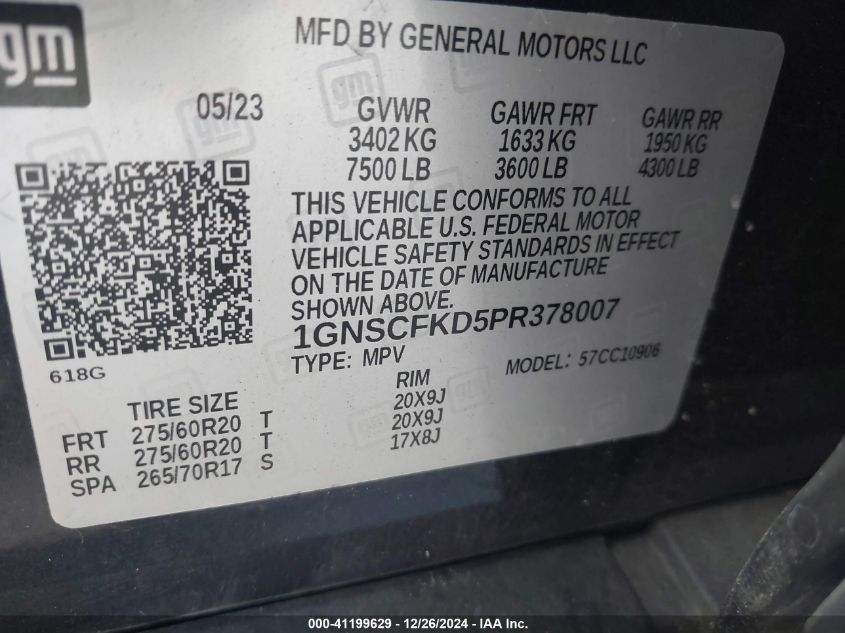 gm
MFD BY GENERAL MOTORS LLC
05/23 GVWR GAWR FRT GAWR RR
3402 KG 1633 KG 1950 KG
7500 LB 3600 LB 4300 LB
THIS VEHICLE CONFORMS TO ALL
APPLICABLE U.S. FEDERAL MOTOR
VEHICLE SAFETY STANDARDS IN EFFECT
ON THE DATE OF MANUFACTURE
SHOWN ABOVE.
1GNSCFKD5PR378007
TYPE: MPV MODEL: 57CC10906
618G
TIRE SIZE RIM
FRT 275/60R20 T 20X9J
RR 275/60R20 T 20X9J
SPA 265/70R17 S 17X8J
000-41199629 - 12/26/2024 - IAA Inc.